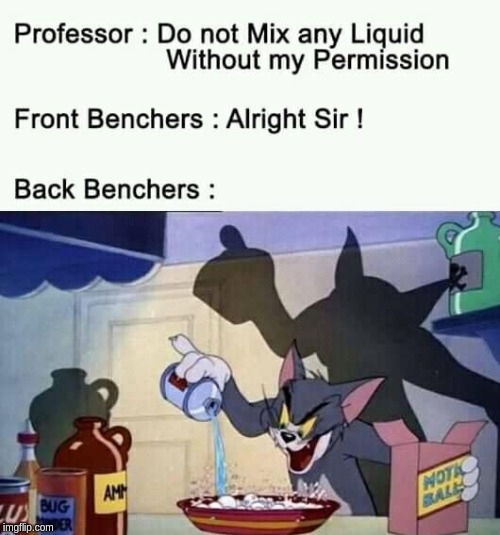 Professor : Do not Mix any Liquid
Without my Permission
Front Benchers : Alright Sir !
Back Benchers :
MOTH
BALLS
AMM
BUG
imgflip.com